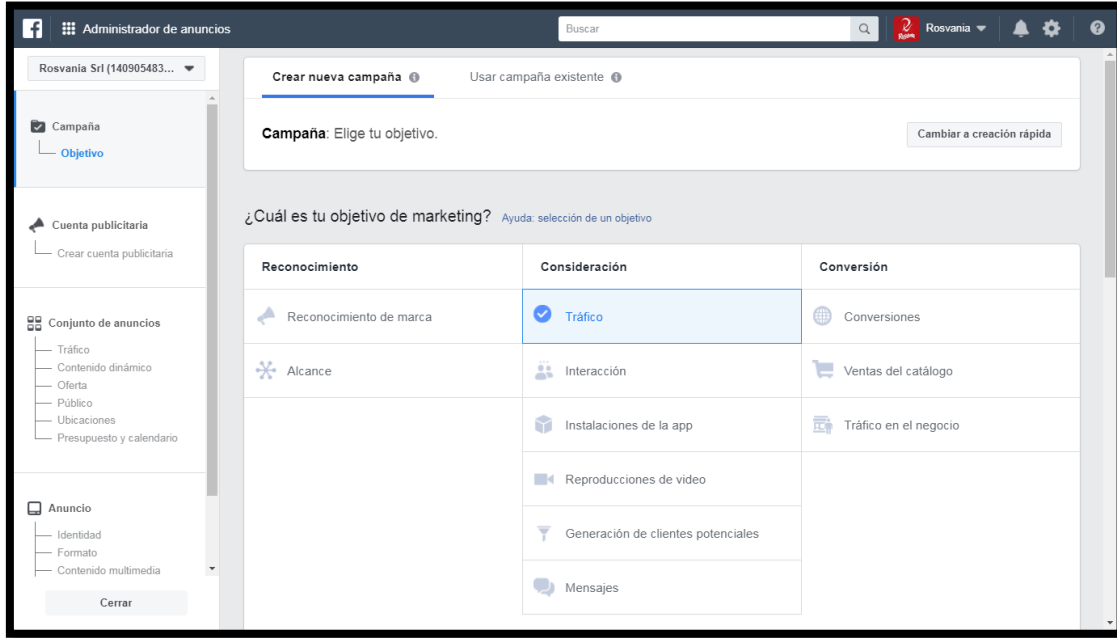 Administrador de anuncios
Buscar
Rosvania
Rosvania Srl (140905483...
Campaña
Objetivo
Cuenta publicitaria
Crear cuenta publicitaria
Conjunto de anuncios
Tráfico
Contenido dinámico
Oferta
Público
Ubicaciones
Presupuesto y calendario
Anuncio
Identidad
Formato
Contenido multimedia
Cerrar
Crear nueva campaña
Usar campaña existente
Campaña: Elige tu objetivo.
Cambiar a creación rápida
¿Cuál es tu objetivo de marketing? Ayuda: selección de un objetivo
Reconocimiento
Consideración
Conversión
Reconocimiento de marca
Tráfico
Conversiones
Alcance
Interacción
Ventas del catálogo
Instalaciones de la app
Tráfico en el negocio
Reproducciones de video
Generación de clientes potenciales
Mensajes